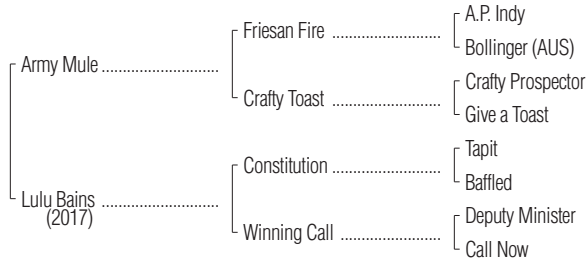 A.P. Indy
Friesan Fire ........................
Bollinger (AUS)
Army Mule ..........................
Crafty Prospector
Crafty Toast ........................
Give a Toast
Tapit
Constitution ........................
Baffled
Lulu Bains ..........................
(2017)
Deputy Minister
Winning Call ......................
Call Now